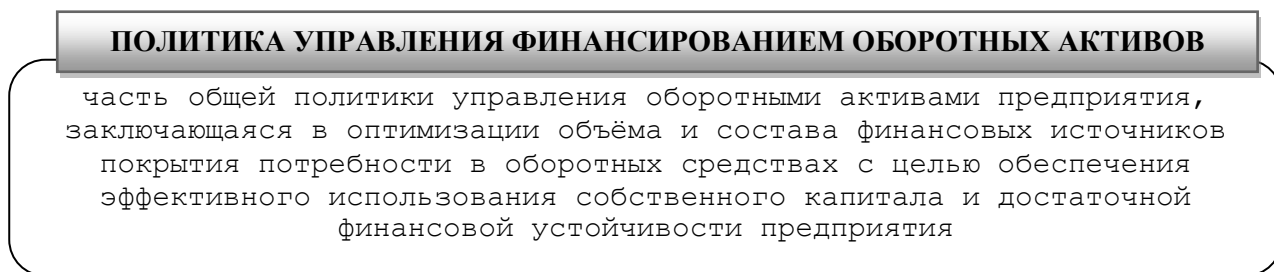 ПОЛИТИКА УПРАВЛЕНИЯ ФИНАНСИРОВАНИЕМ ОБОРОТНЫХ АКТИВОВ
часть общей политики управления оборотными активами предприятия,
заключающаяся в оптимизации объёма и состава финансовых источников
покрытия потребности в оборотных средствах с целью обеспечения
эффективного использования собственного капитала и достаточной
финансовой устойчивости предприятия